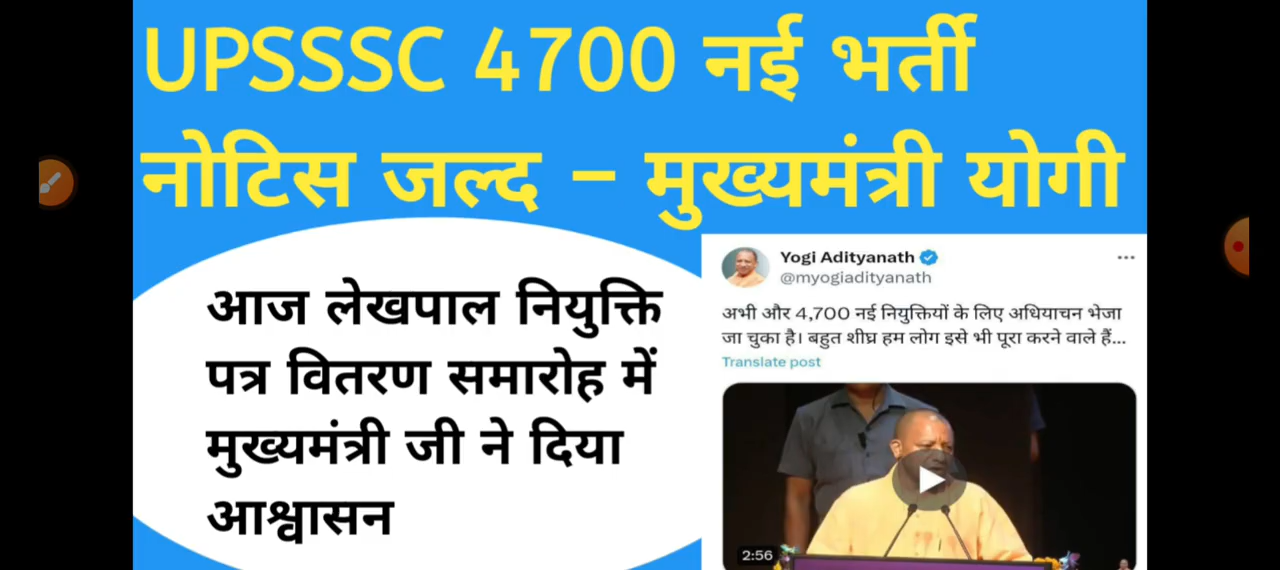 UPSSSC 4700 नई भर्ती
नोटिस जल्द – मुख्यमंत्री योगी
आज लेखपाल नियुक्ति
पत्र वितरण समारोह में
मुख्यमंत्री जी ने दिया
आश्वासन
Yogi Adityanath
@myogiadityanath
अभी और 4,700 नई नियुक्तियों के लिए अधियाचन भेजा
जा चुका है। बहुत शीघ्र हम लोग इसे भी पूरा करने वाले हैं...
Translate post
2:56